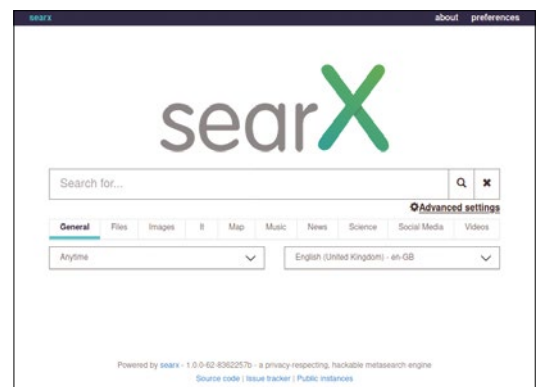 searx about preferences
searX
Search for...
Advanced settings
General Files Images It Map Music News Science Social Media Videos
Anytime English (United Kingdom) - en-GB
Powered by searx - 1.0.0-62-8362257b - a privacy-respecting, hackable metasearch engine
Source code | Issue tracker | Public instances